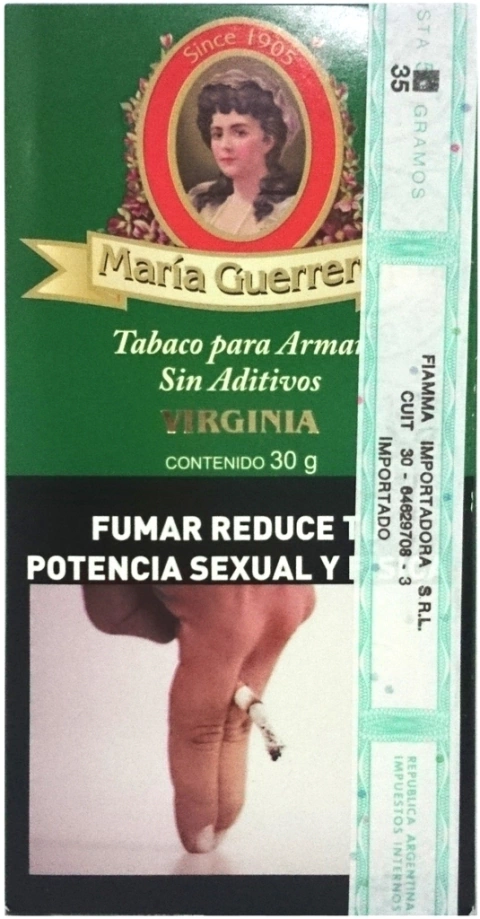 Since 1905
María Guerrer
Tabaco para Armar
Sin Aditivos
VIRGINIA
CONTENIDO 30 g
FUMAR REDUCE T
POTENCIA SEXUAL Y
GRAMOS
35
FIAMMA IMPORTADORA S.R.L.
CUIT 30 - 64629708 - 3
IMPORTADO
REPUBLICA ARGENTINA
IMPUESTOS INTERNOS